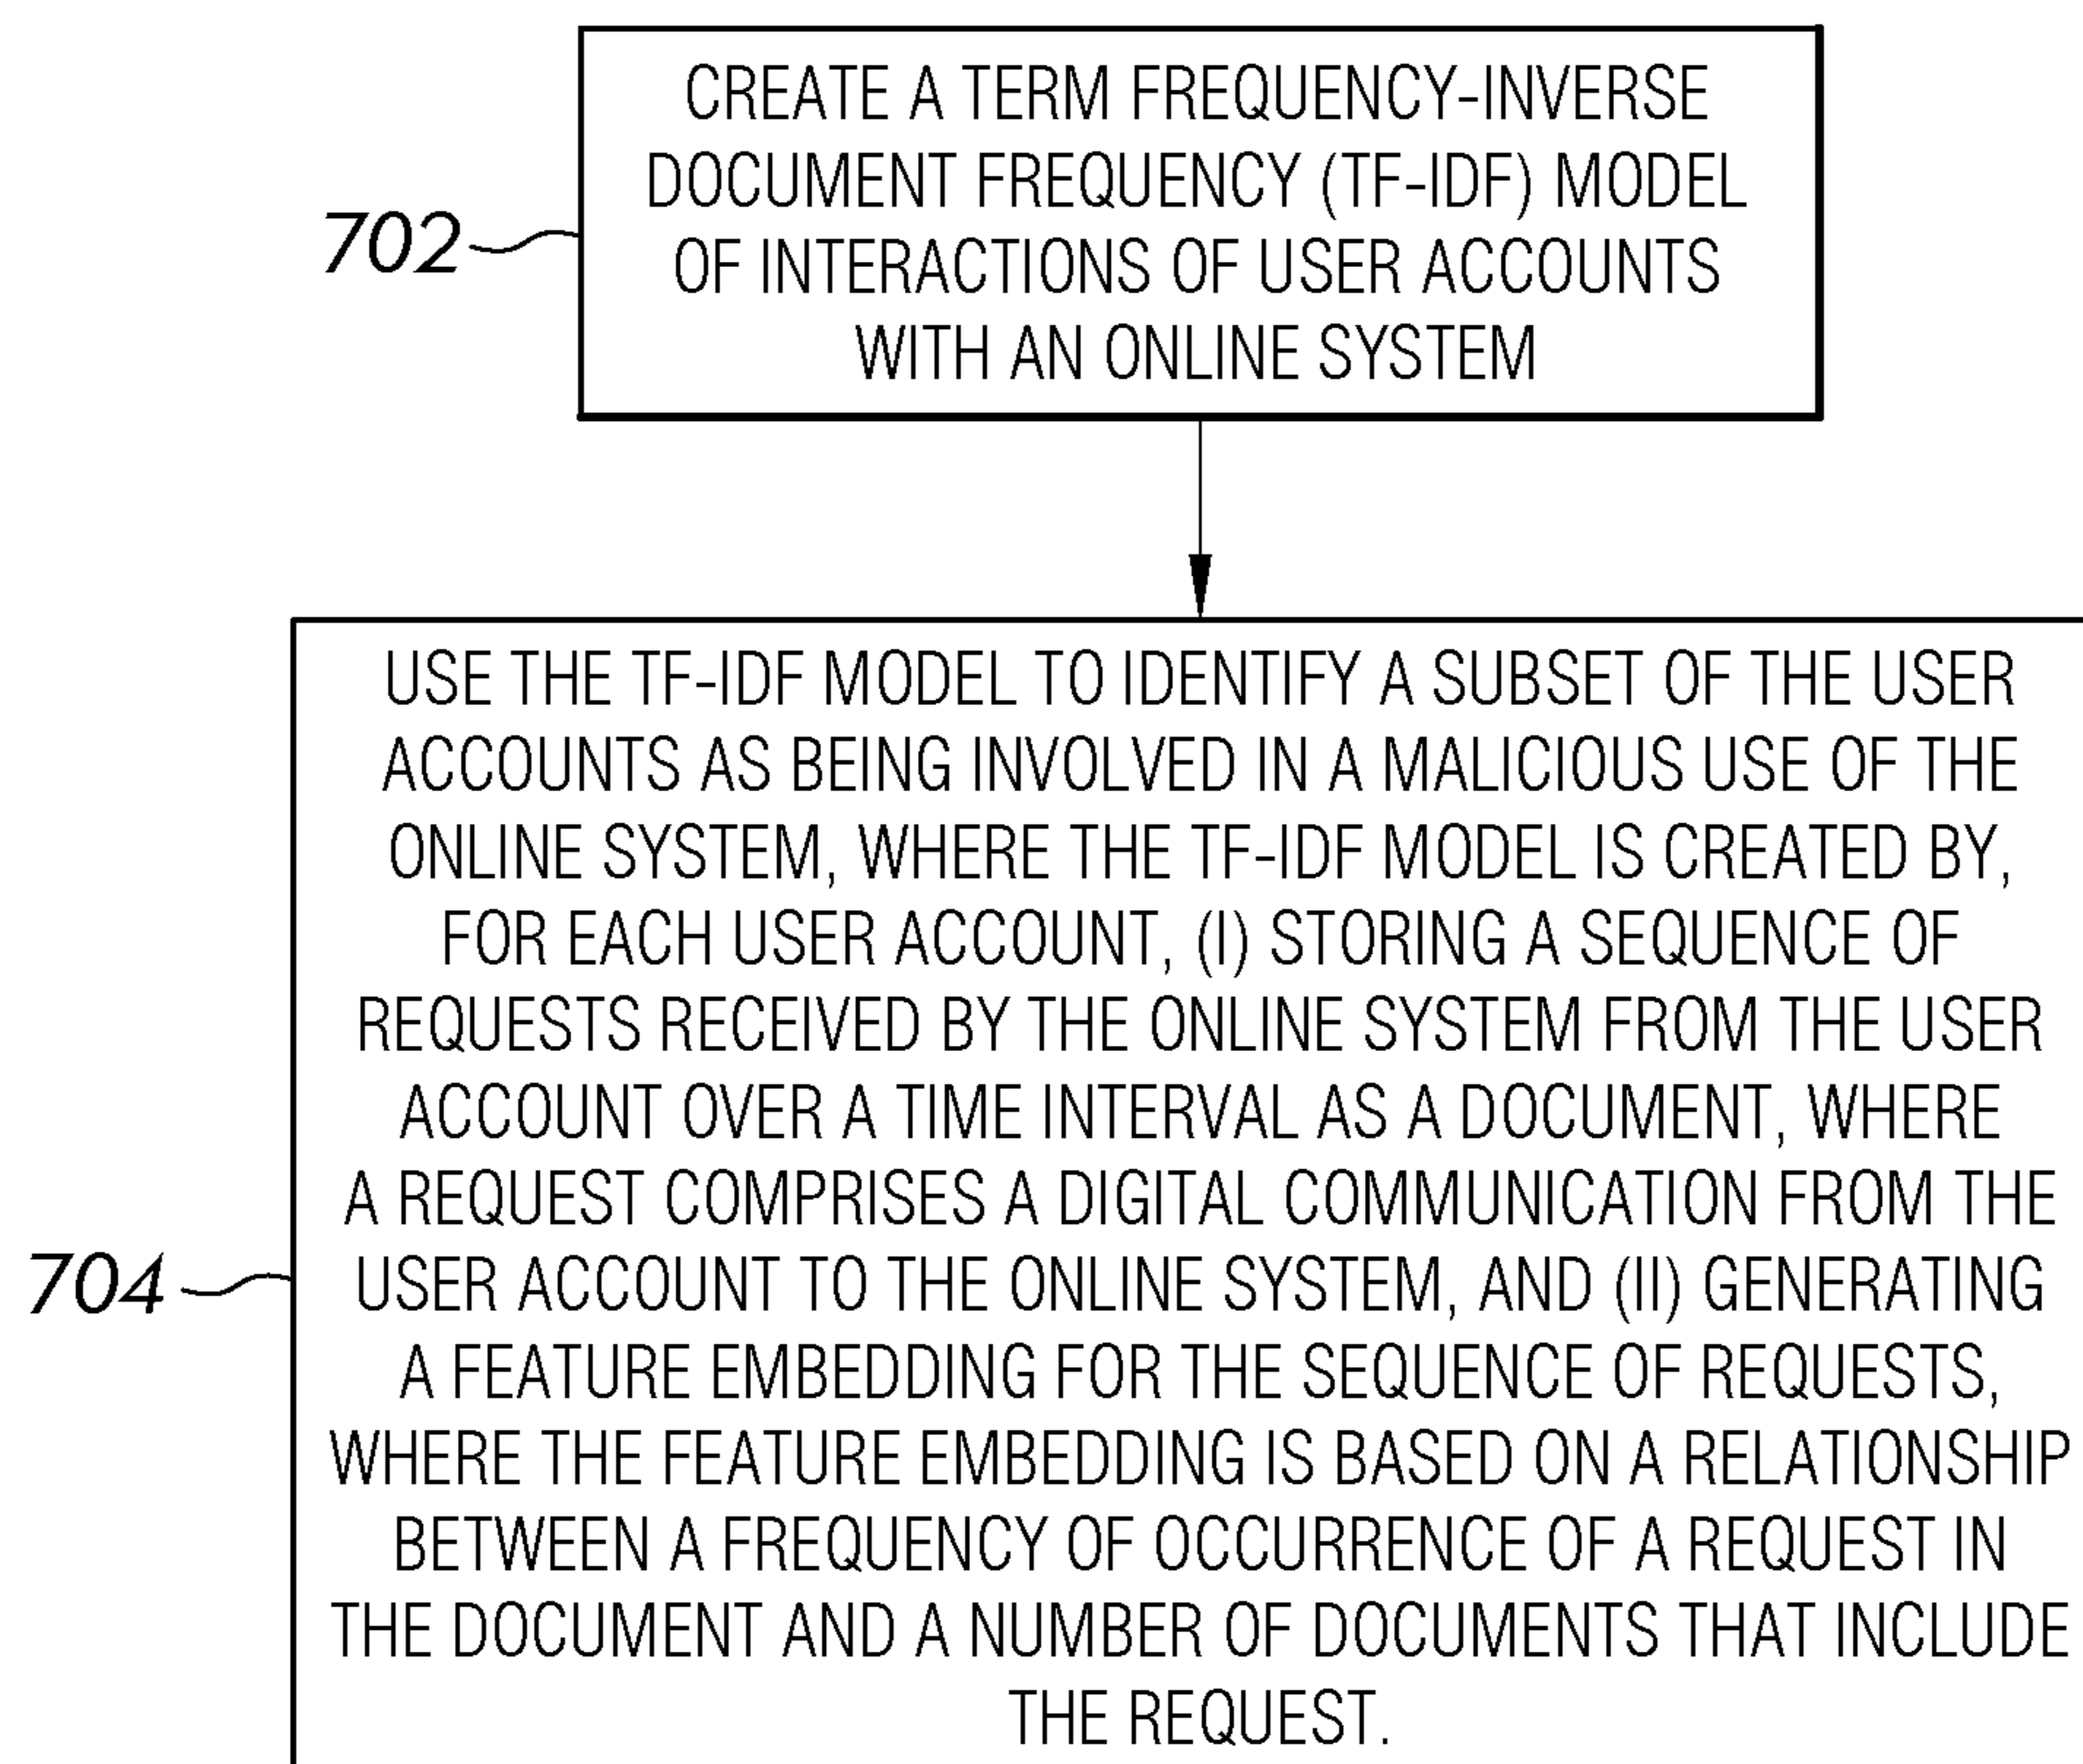 CREATE A TERM FREQUENCY-INVERSE
DOCUMENT FREQUENCY (TF-IDF) MODEL
OF INTERACTIONS OF USER ACCOUNTS
WITH AN ONLINE SYSTEM
702
USE THE TF-IDF MODEL TO IDENTIFY A SUBSET OF THE USER
ACCOUNTS AS BEING INVOLVED IN A MALICIOUS USE OF THE
ONLINE SYSTEM, WHERE THE TF-IDF MODEL IS CREATED BY,
FOR EACH USER ACCOUNT, (I) STORING A SEQUENCE OF
REQUESTS RECEIVED BY THE ONLINE SYSTEM FROM THE USER
ACCOUNT OVER A TIME INTERVAL AS A DOCUMENT, WHERE
A REQUEST COMPRISES A DIGITAL COMMUNICATION FROM THE
USER ACCOUNT TO THE ONLINE SYSTEM, AND (II) GENERATING
A FEATURE EMBEDDING FOR THE SEQUENCE OF REQUESTS,
WHERE THE FEATURE EMBEDDING IS BASED ON A RELATIONSHIP
BETWEEN A FREQUENCY OF OCCURRENCE OF A REQUEST IN
THE DOCUMENT AND A NUMBER OF DOCUMENTS THAT INCLUDE
THE REQUEST.
704